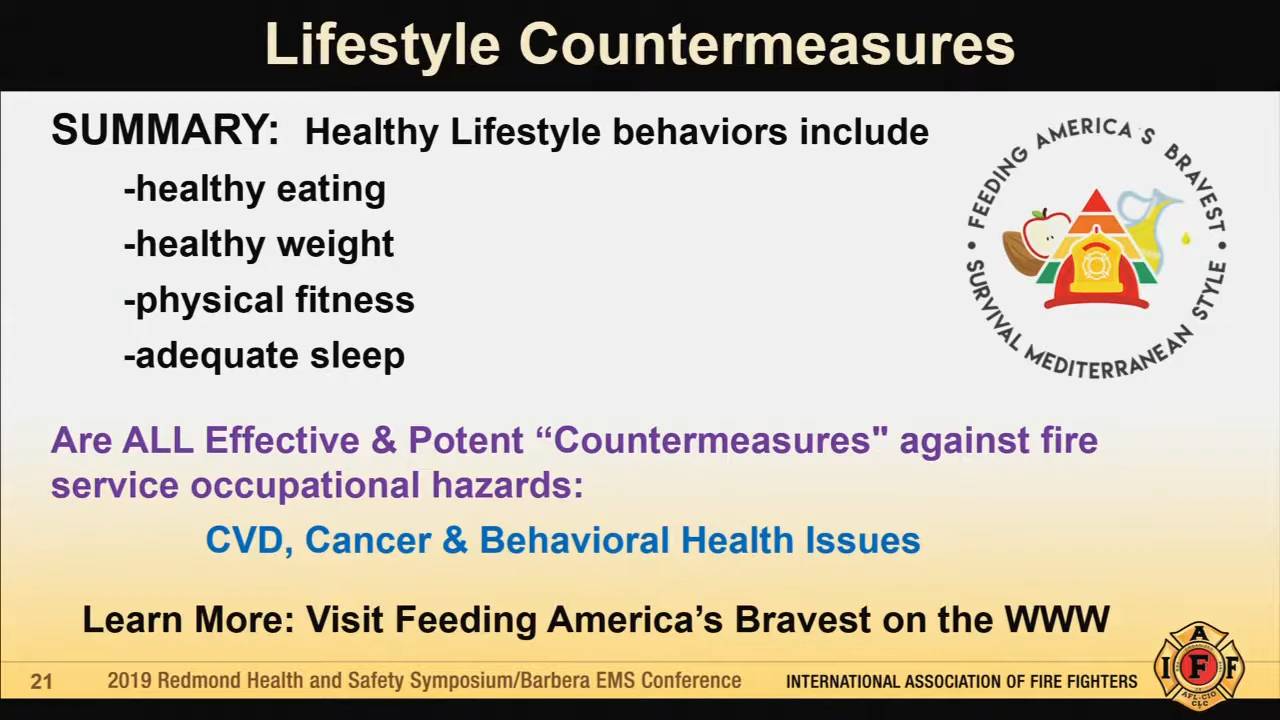 Lifestyle Countermeasures
SUMMARY: Healthy Lifestyle behaviors include
-healthy eating
-healthy weight
-physical fitness
-adequate sleep
FEEDING AMERICA'S BRAVEST
SURVIVAL MEDITERRANEAN STYLE
Are ALL Effective & Potent “Countermeasures" against fire
service occupational hazards:
CVD, Cancer & Behavioral Health Issues
Learn More: Visit Feeding America’s Bravest on the WWW
21 2019 Redmond Health and Safety Symposium/Barbera EMS Conference INTERNATIONAL ASSOCIATION OF FIRE FIGHTERS
I A F F
AFL-CIO
CLC